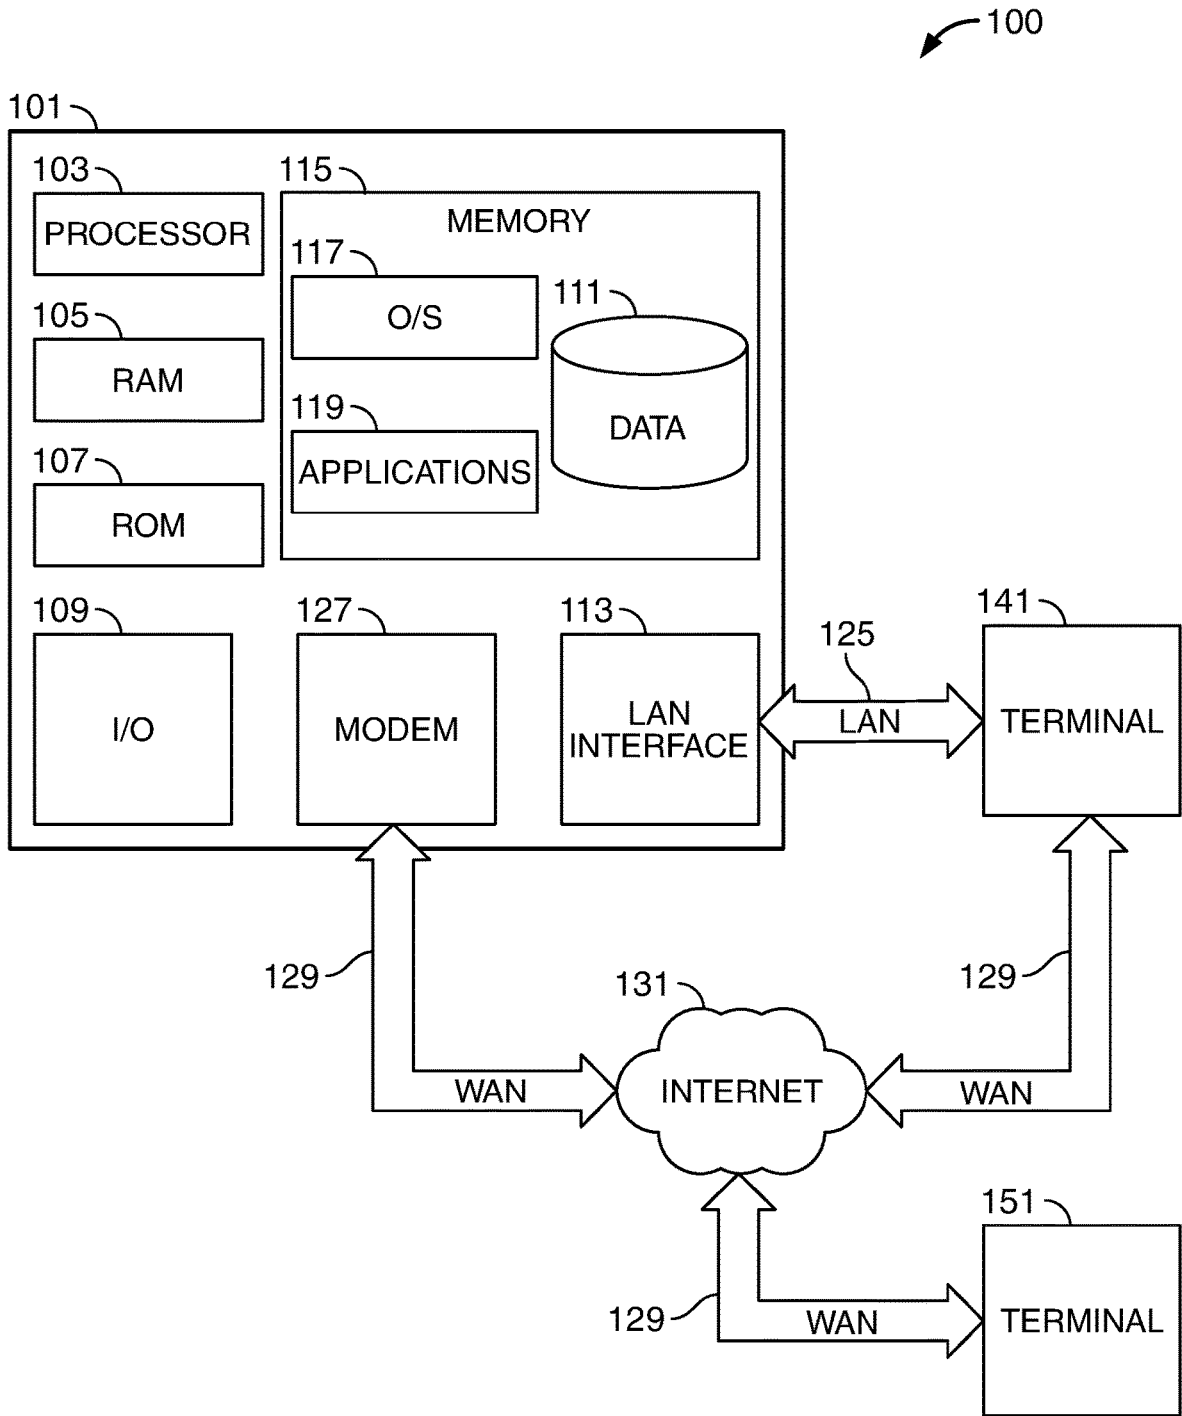 100
101
103
PROCESSOR
105
RAM
107
ROM
115
MEMORY
117
O/S
111
DATA
119
APPLICATIONS
109
I/O
127
MODEM
113
LAN
INTERFACE
125
LAN
141
TERMINAL
129
WAN
131
INTERNET
129
WAN
129
WAN
151
TERMINAL